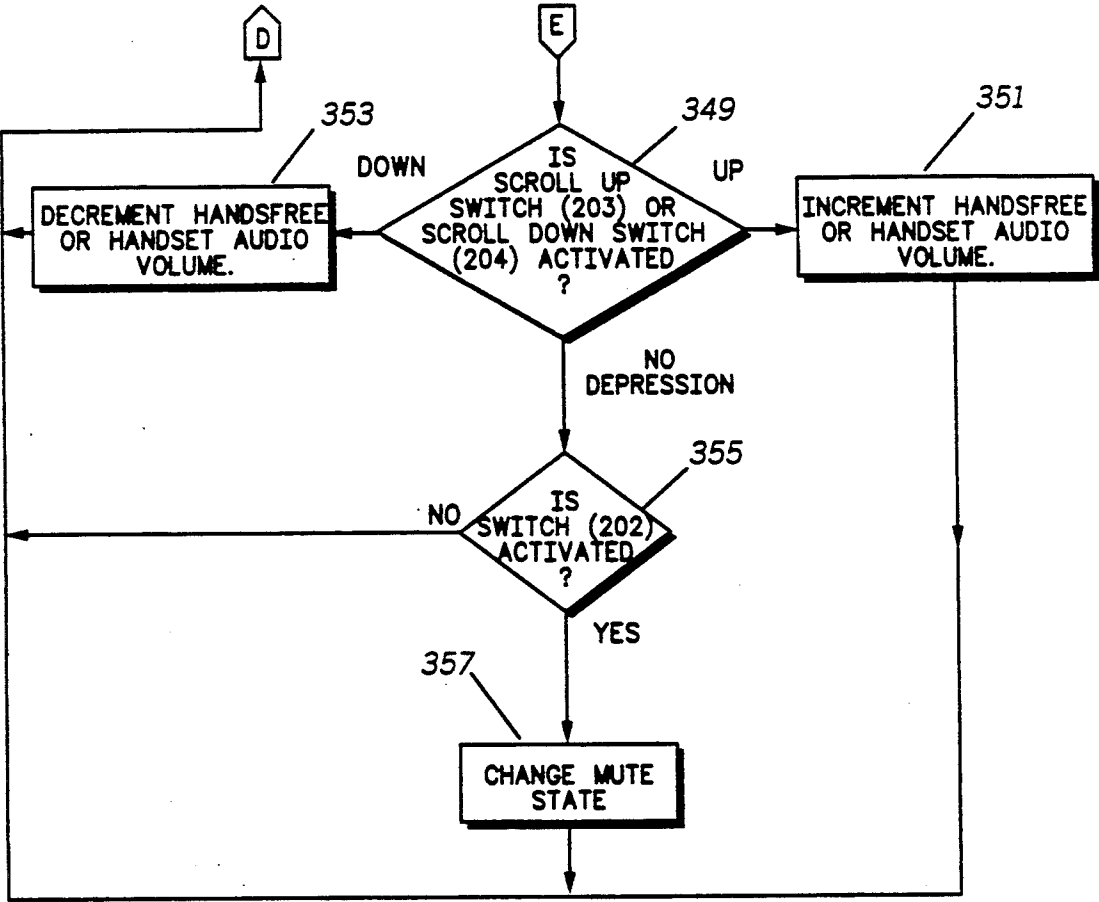 D
E
353
349
351
DOWN
UP
IS
SCROLL UP
SWITCH (203) OR
SCROLL DOWN SWITCH
(204) ACTIVATED
?
DECREMENT HANDSFREE
OR HANDSET AUDIO
VOLUME.
INCREMENT HANDSFREE
OR HANDSET AUDIO
VOLUME.
NO
DEPRESSION
355
NO
IS
SWITCH (202)
ACTIVATED
?
YES
357
CHANGE MUTE
STATE